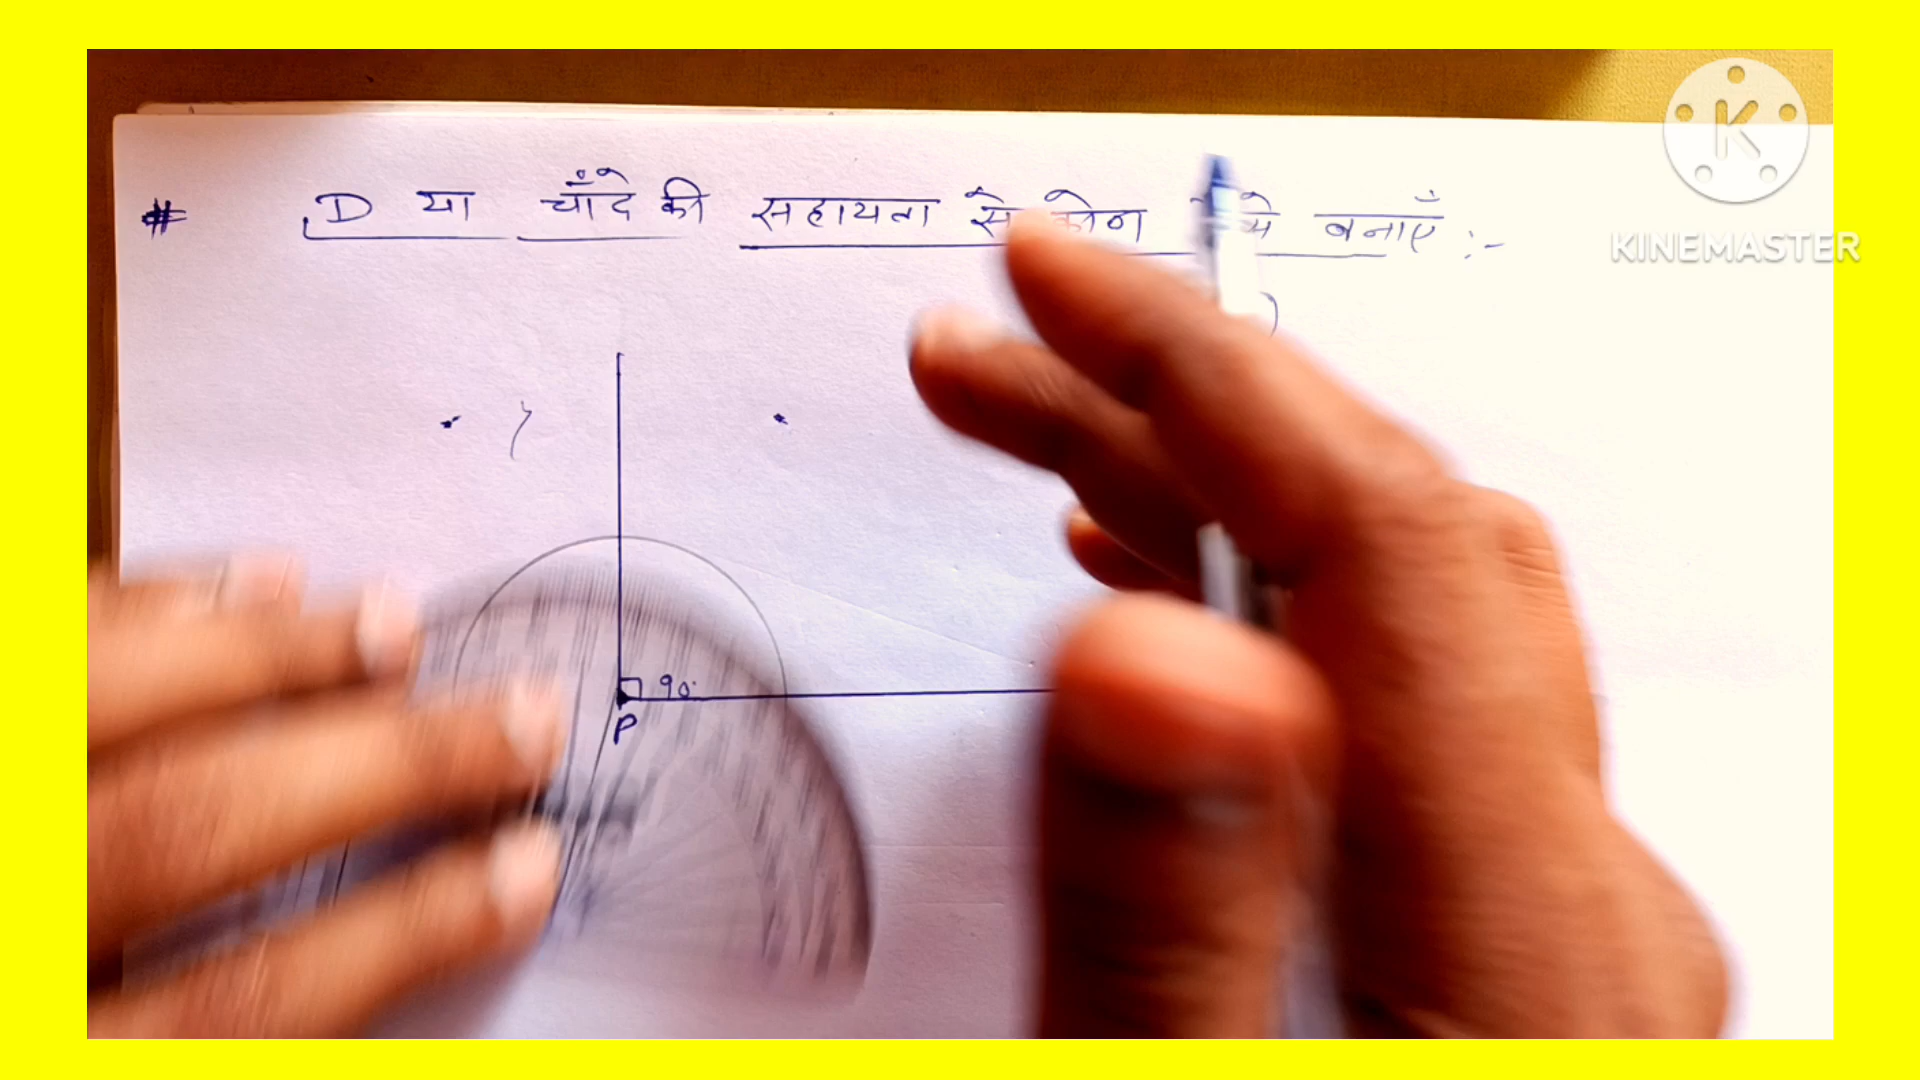 # D या चाँदे की सहायता से कोण बनाएँ :-
90°
P
K
KINEMASTER